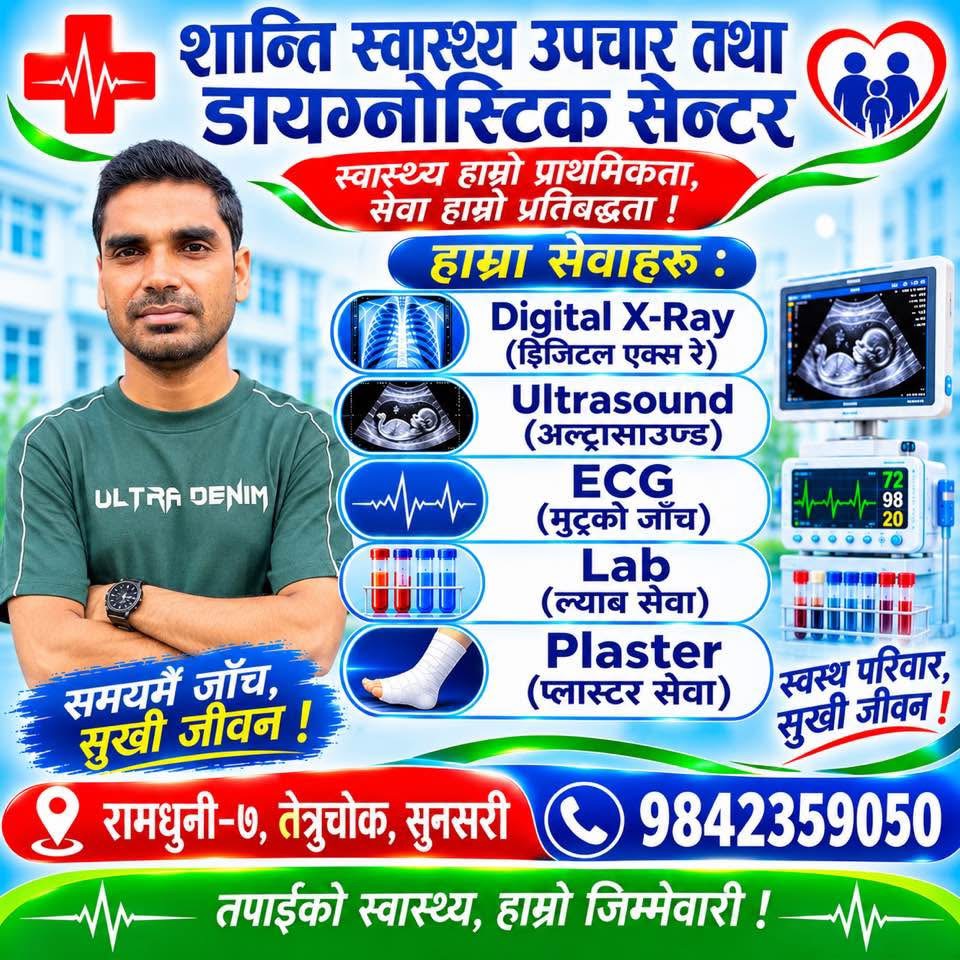 शान्ति स्वास्थ्य उपचार तथा
डायग्नोस्टिक सेन्टर
स्वास्थ्य हाम्रो प्राथमिकता,
सेवा हाम्रो प्रतिबद्धता !
हाम्रा सेवाहरू :
Digital X-Ray
(डिजिटल एक्स रे)
Ultrasound
(अल्ट्रासाउण्ड)
ECG
(मुटुको जाँच)
Lab
(ल्याब सेवा)
Plaster
(प्लास्टर सेवा)
72
98
20
ULTRA DENIM
समयमैं जाँच,
सुखी जीवन !
स्वस्थ परिवार,
सुखी जीवन !
रामधुनी-७, तेत्रुचोक, सुनसरी
9842359050
तपाईको स्वास्थ्य, हाम्रो जिम्मेवारी !